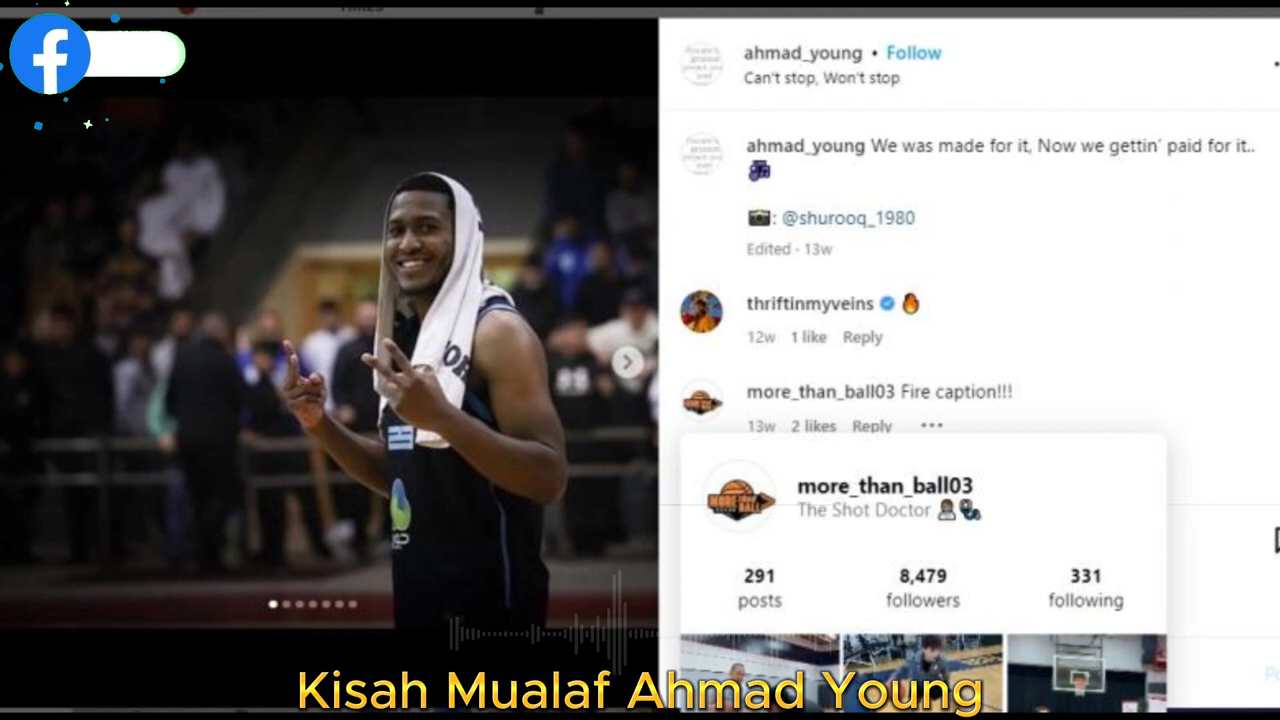 ahmad_young • Follow
Can't stop, Won't stop
ahmad_young We was made for it, Now we gettin' paid for it..
: @shurooq_1980
Edited · 13w
thriftinmyveins
12w 1 like Reply
more_than_ball03 Fire caption!!!
13w 2 likes Reply
more_than_ball03
The Shot Doctor
291 8,479 331
posts followers following
Kisah Mualaf Ahmad Young